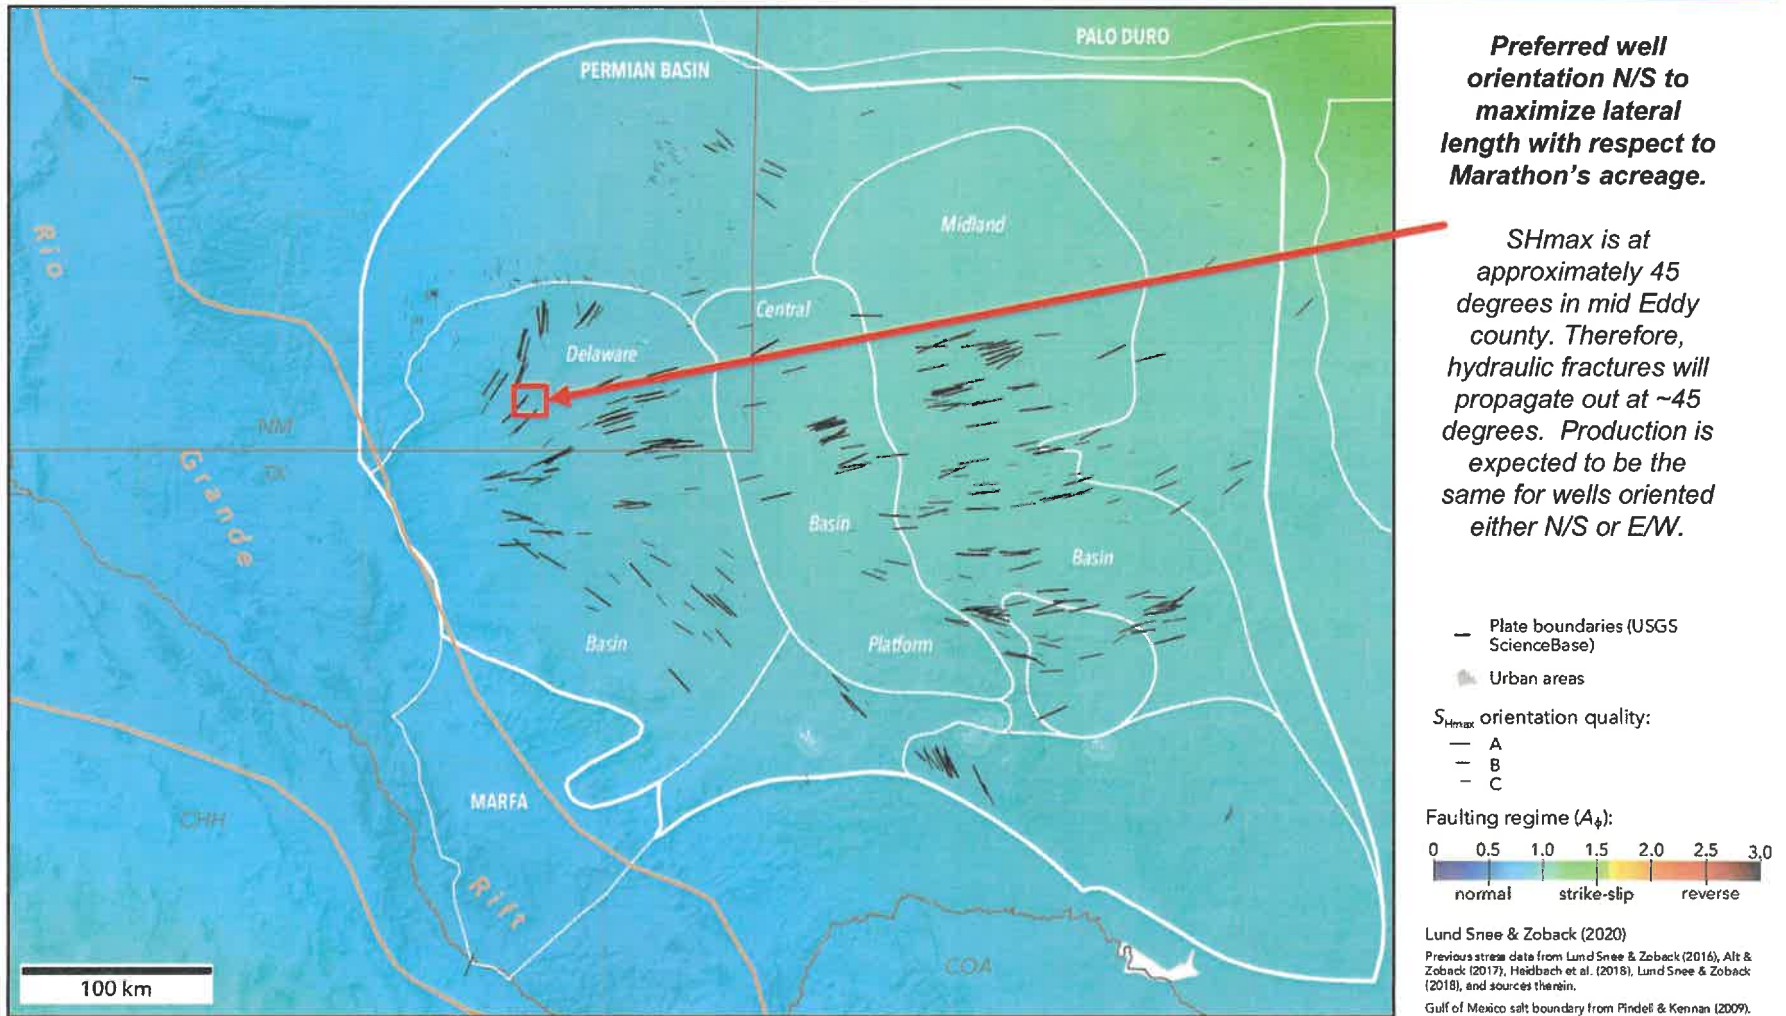 PALO DURO
PERMIAN BASIN
Midland
Rio
Central
Delaware
NM
TX
Grande
Basin
Basin
Basin
Platform
MARFA
CHH
Rift
COA
100 km
Preferred well
orientation N/S to
maximize lateral
length with respect to
Marathon's acreage.
SHmax is at
approximately 45
degrees in mid Eddy
county. Therefore,
hydraulic fractures will
propagate out at ~45
degrees. Production is
expected to be the
same for wells oriented
either N/S or E/W.
Plate boundaries (USGS
ScienceBase)
Urban areas
SHmax orientation quality:
A
B
C
Faulting regime (Aϕ):
0 0.5 1.0 1.5 2.0 2.5 3.0
normal strike-slip reverse
Lund Snee & Zoback (2020)
Previous stress data from Lund Snee & Zoback (2016), Alt &
Zoback (2017), Heidbach et al. (2018), Lund Snee & Zoback
(2018), and sources therein.
Gulf of Mexico salt boundary from Pindell & Kennan (2009).